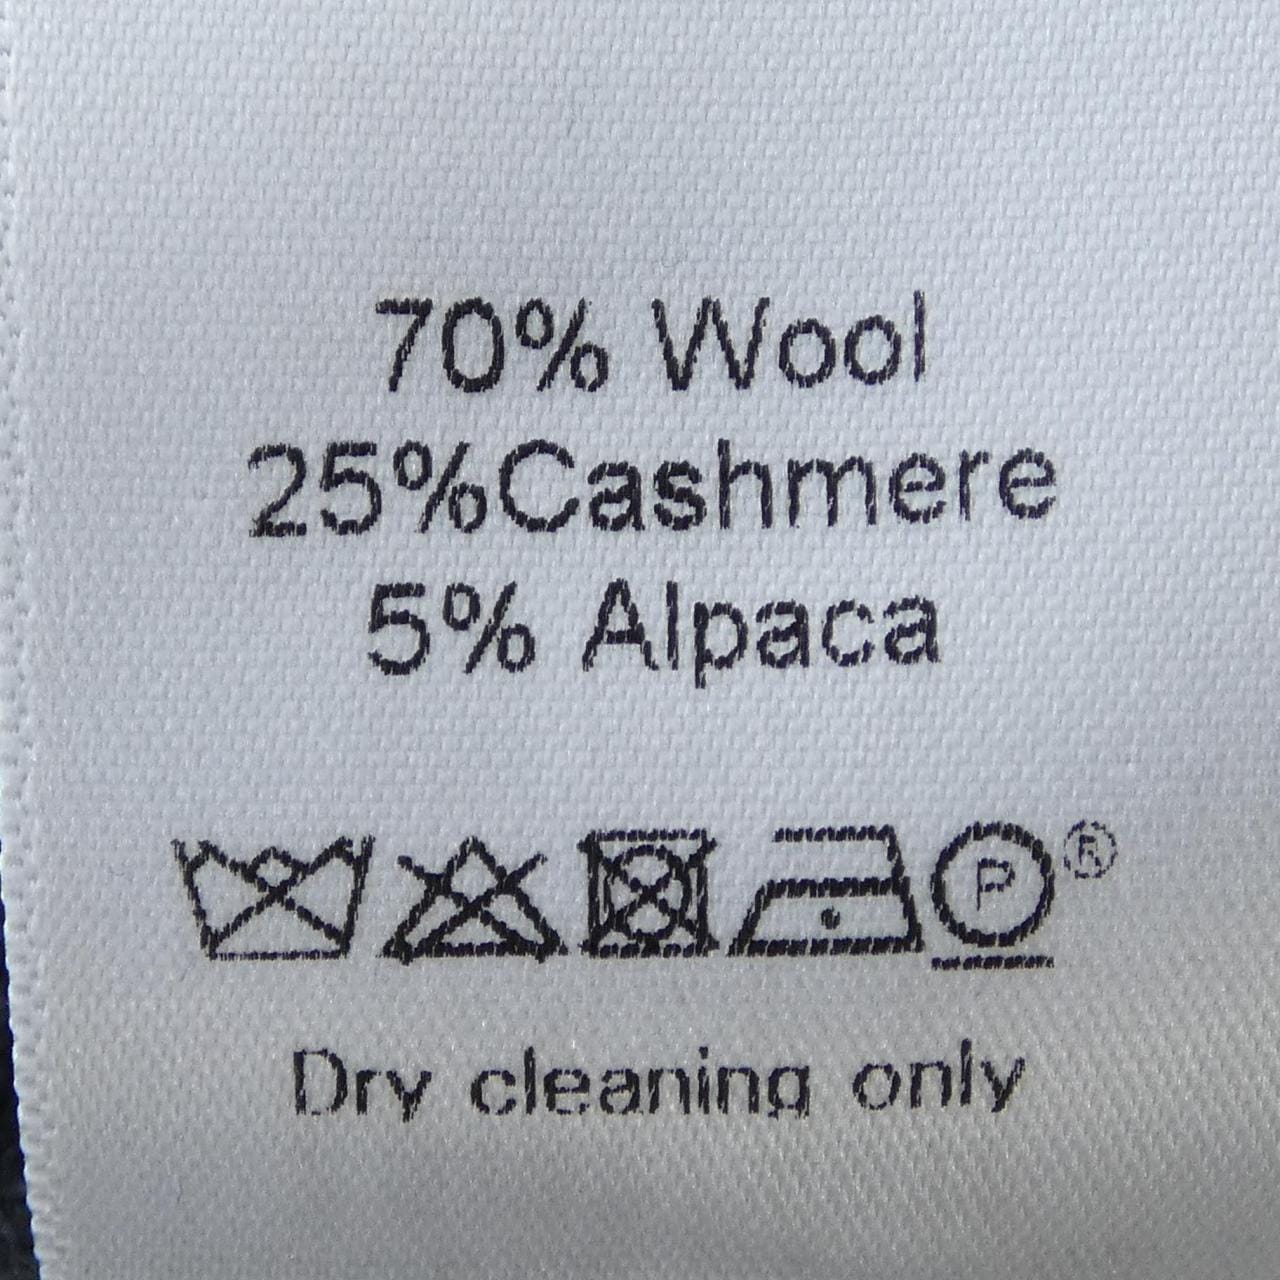 70% Wool
25%Cashmere
5% Alpaca
P ®
Dry cleaning only